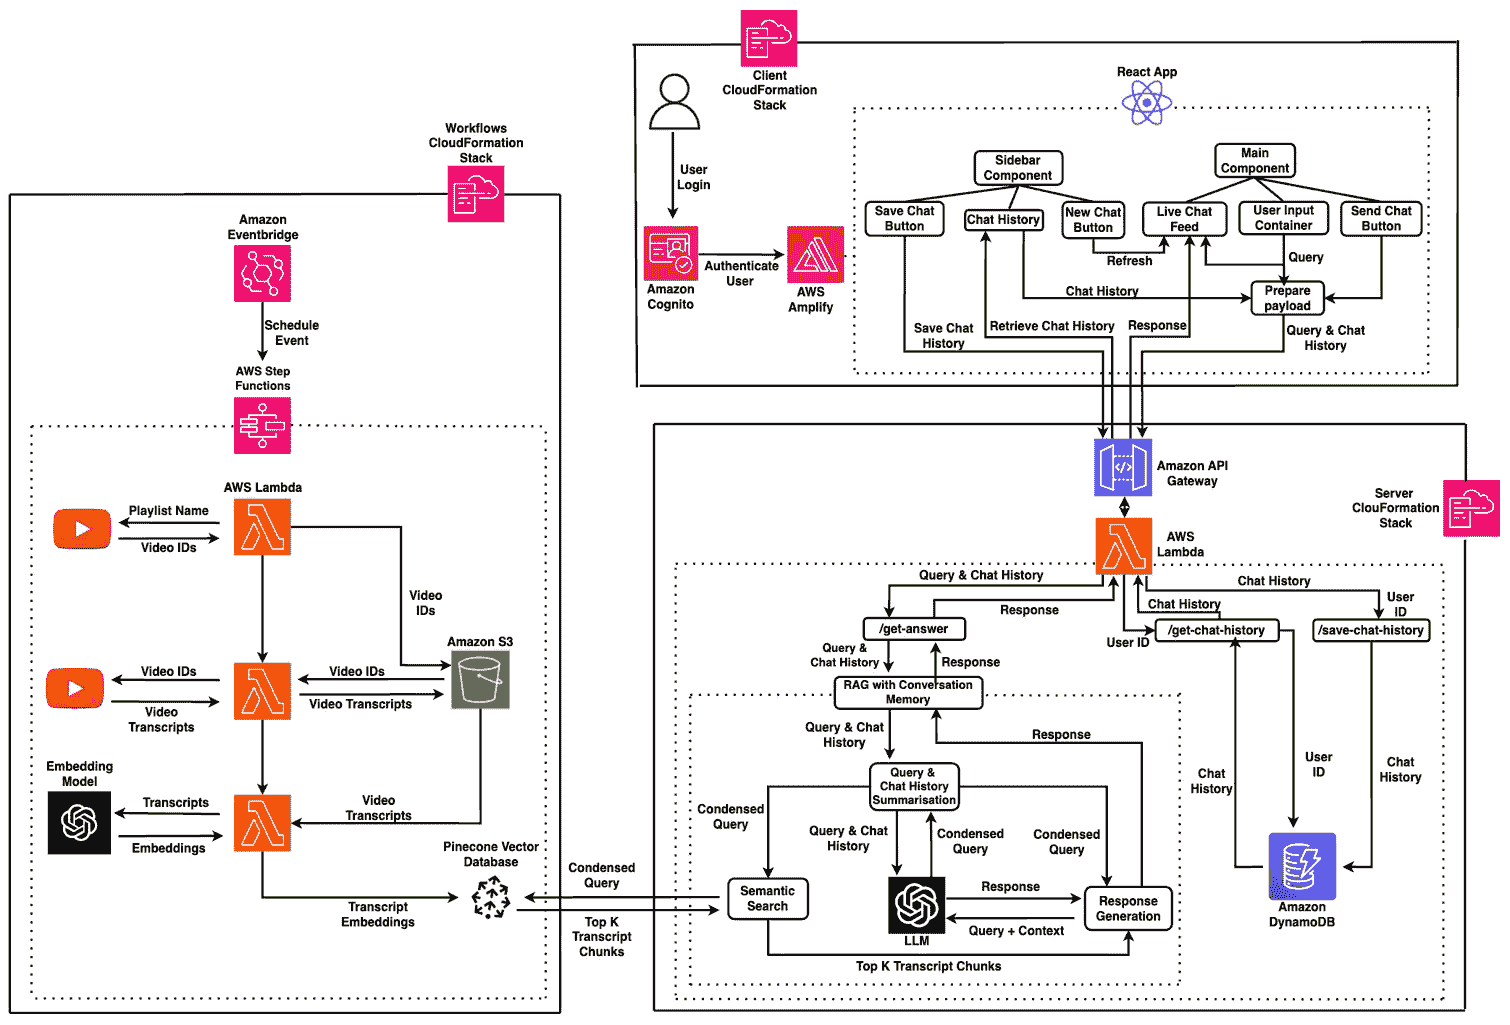 Client
CloudFormation
Stack
React App
User
Login
Sidebar
Component
Main
Component
Save Chat
Button
Chat History
New Chat
Button
Live Chat
Feed
User Input
Container
Send Chat
Button
Refresh
Query
Amazon
Cognito
Authenticate
User
AWS
Amplify
Chat History
Prepare
payload
Save Chat
History
Retrieve Chat History
Response
Query & Chat
History
Workflows
CloudFormation
Stack
Amazon
Eventbridge
Schedule
Event
AWS Step
Functions
AWS Lambda
Playlist Name
Video IDs
Video
IDs
Amazon S3
Video IDs
Video
Transcripts
Video IDs
Video Transcripts
Embedding
Model
Transcripts
Embeddings
Video
Transcripts
Pinecone Vector
Database
Transcript
Embeddings
Condensed
Query
Top K
Transcript
Chunks
Amazon API
Gateway
Server
ClouFormation
Stack
AWS
Lambda
Query & Chat History
Response
Chat History
Chat History
User
ID
/get-answer
User ID
/get-chat-history
/save-chat-history
Query &
Chat History
Response
RAG with Conversation
Memory
Query & Chat
History
Response
Query &
Chat History
Summarisation
Condensed
Query
Query & Chat
History
Condensed
Query
Condensed
Query
Semantic
Search
Response
LLM
Query + Context
Response
Generation
Top K Transcript Chunks
Chat
History
User
ID
Chat
History
Amazon
DynamoDB